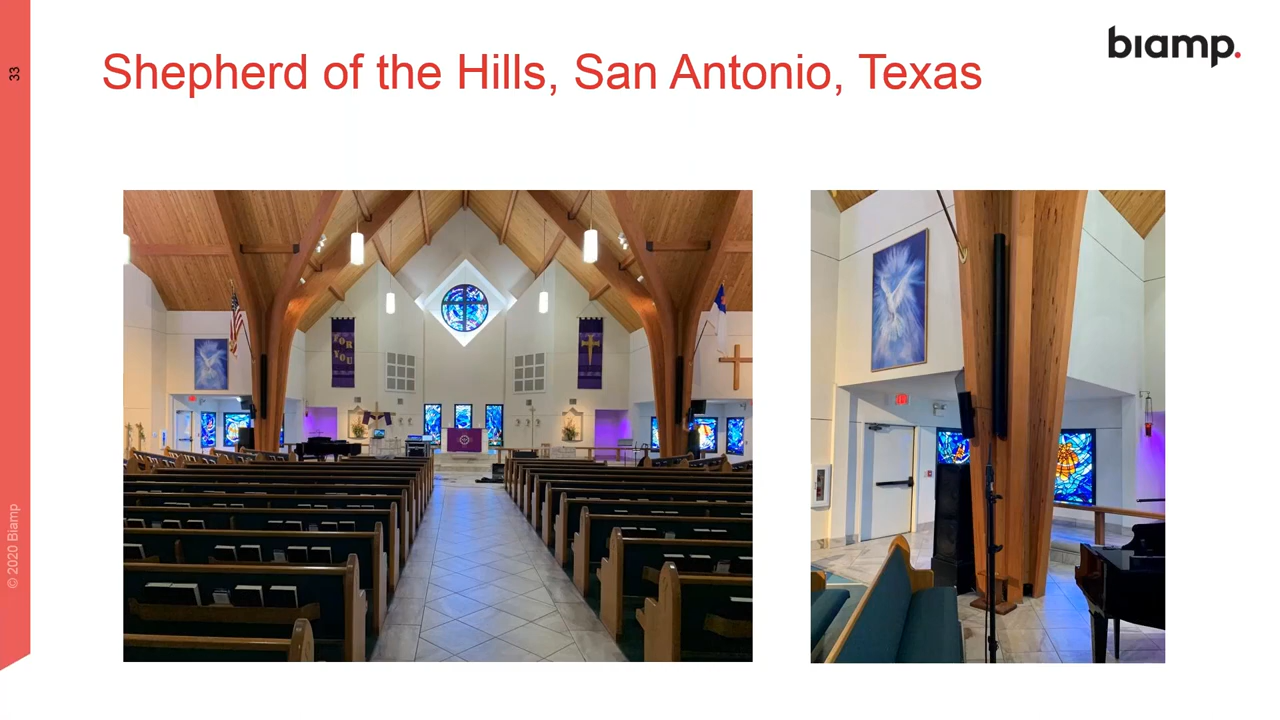 33
Shepherd of the Hills, San Antonio, Texas
biamp.
FOR
YOU
© 2020 Biamp